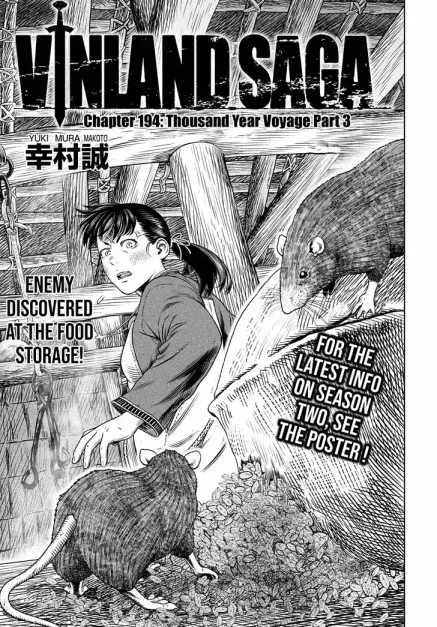 VINLAND SAGA
Chapter 194: Thousand Year Voyage Part 3
YUKI MURA MAKOTO
幸村誠
ENEMY
DISCOVERED
AT THE FOOD
STORAGE!
FOR THE
LATEST INFO
ON SEASON
TWO, SEE
THE POSTER !